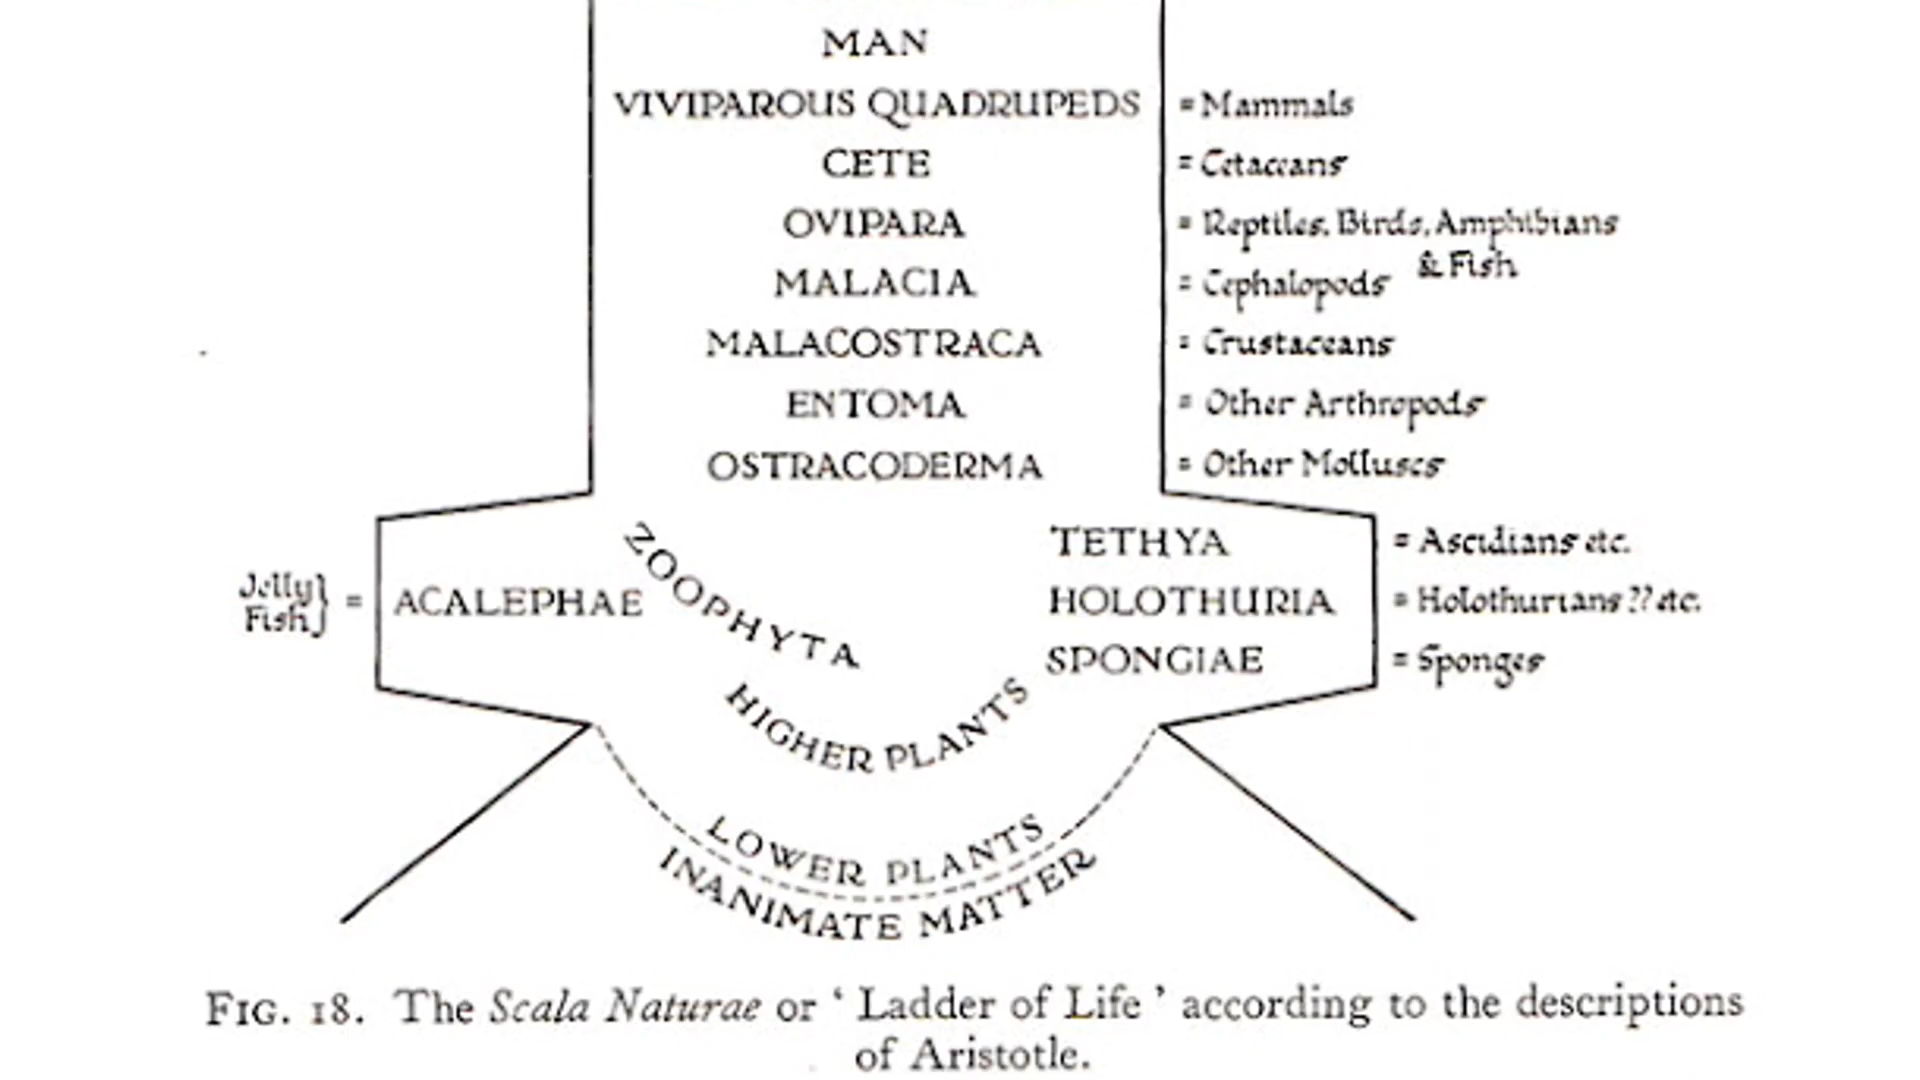 MAN
VIVIPAROUS QUADRUPEDS = Mammals
CETE = Cetaceans
OVIPARA = Reptiles, Birds, Amphibians
& Fish
MALACIA = Cephalopods
MALACOSTRACA = Crustaceans
ENTOMA = Other Arthropods
OSTRACODERMA = Other Molluscs
ZOOPHYTA
TETHYA = Ascidians etc.
Jelly
Fish} = ACALEPHAE
HOLOTHURIA = Holothurians ?? etc.
SPONGIAE = Sponges
HIGHER PLANTS
LOWER PLANTS
INANIMATE MATTER
FIG. 18. The Scala Naturae or ‘ Ladder of Life ’ according to the descriptions
of Aristotle.